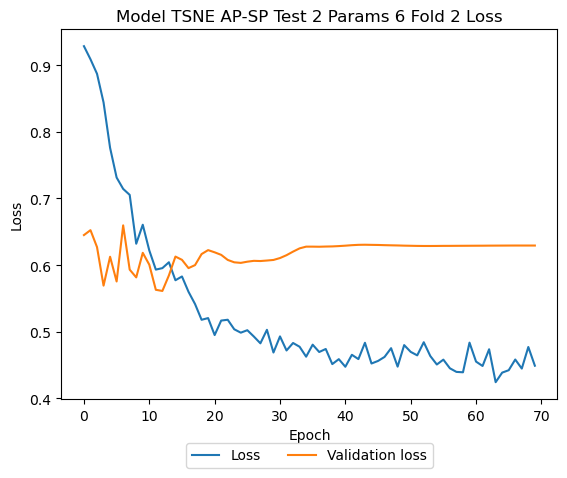 Model TSNE AP-SP Test 2 Params 6 Fold 2 Loss
0.9
0.8
0.7
0.6
0.5
0.4
Loss
0 10 20 30 40 50 60 70
Epoch
Loss Validation loss